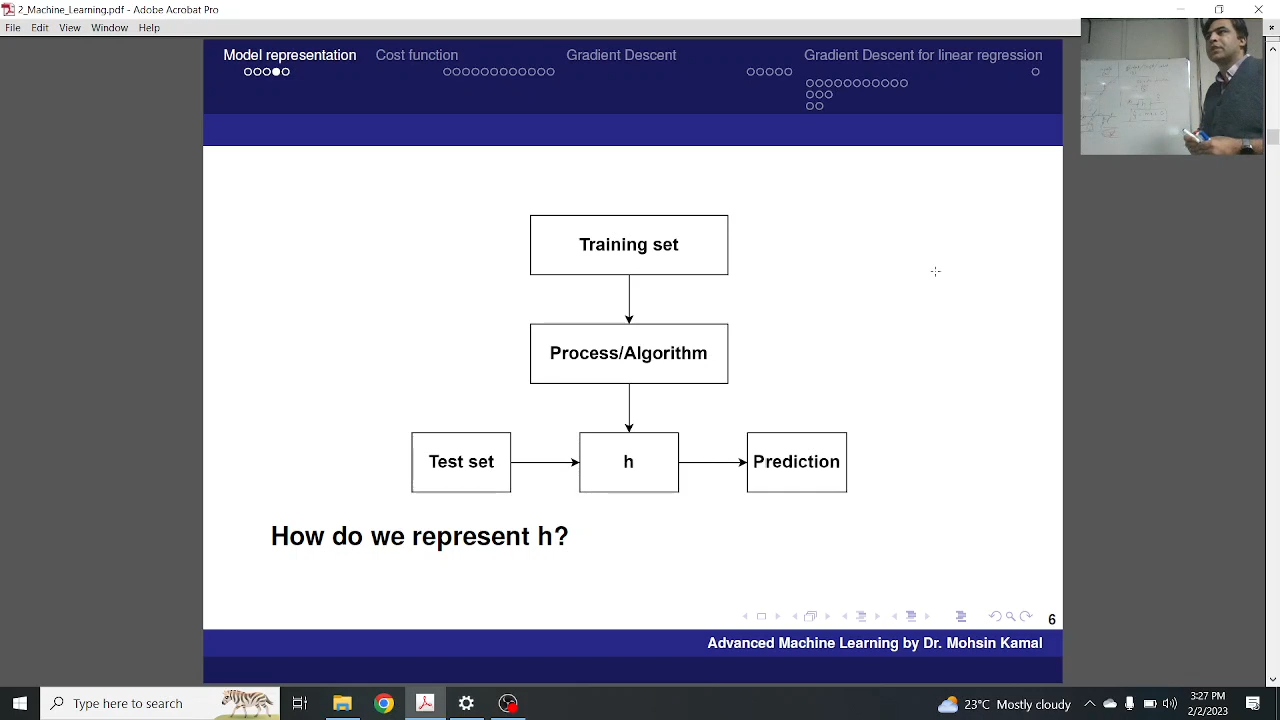 2_Machine_Learning.pdf - Adobe Acrobat Pro
File Edit View Window Help
Model representation Cost function Gradient Descent Gradient Descent for linear regression
Training set
Process/Algorithm
Test set h Prediction
How do we represent h?
6
Advanced Machine Learning by Dr. Mohsin Kamal
Type here to search
23°C Mostly cloudy
3:27 PM
2/2/2023